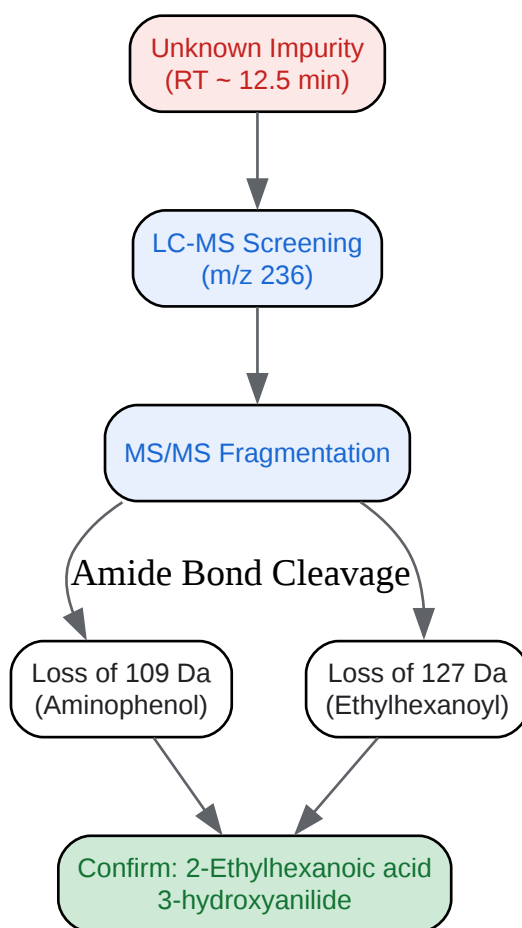 Unknown Impurity
(RT ~ 12.5 min)
LC-MS Screening
(m/z 236)
MS/MS Fragmentation
Amide Bond Cleavage
Loss of 109 Da
(Aminophenol)
Loss of 127 Da
(Ethylhexanoyl)
Confirm: 2-Ethylhexanoic acid
3-hydroxyanilide